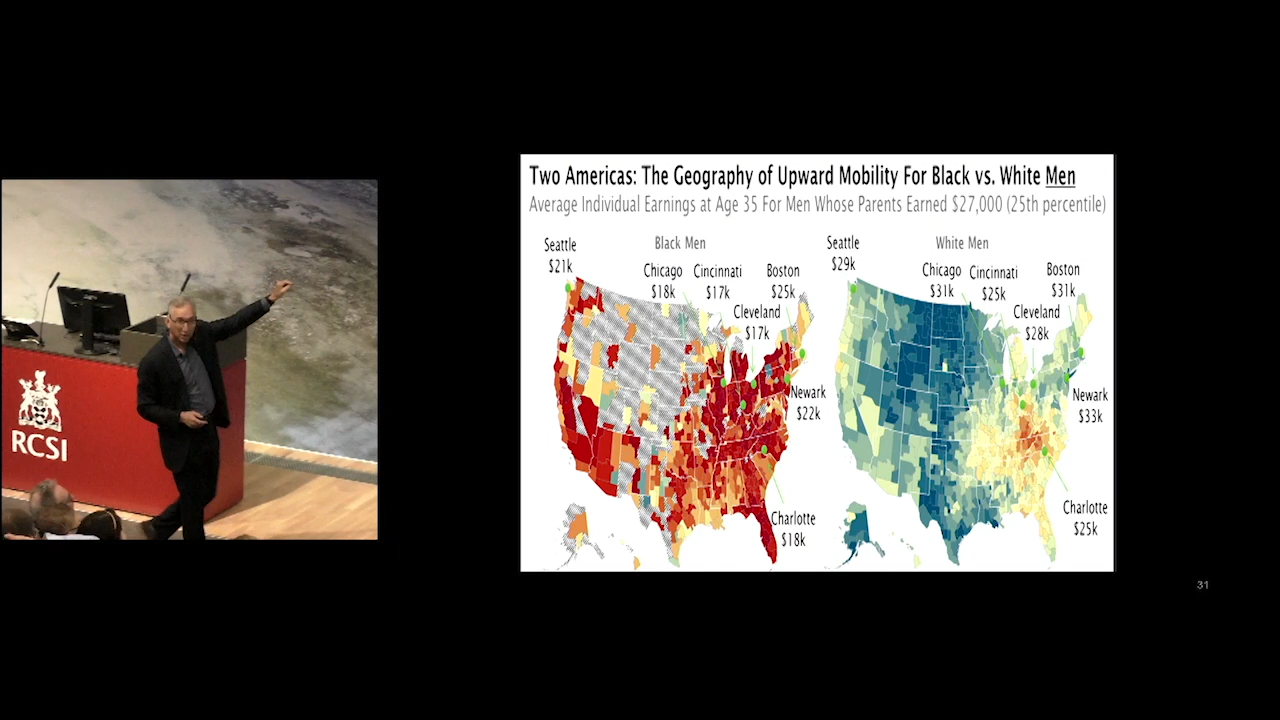 RCSI
Two Americas: The Geography of Upward Mobility For Black vs. White Men
Average Individual Earnings at Age 35 For Men Whose Parents Earned $27,000 (25th percentile)
Black Men
Seattle
$21k
Chicago
$18k
Cincinnati
$17k
Boston
$25k
Cleveland
$17k
Newark
$22k
Charlotte
$18k
White Men
Seattle
$29k
Chicago
$31k
Cincinnati
$25k
Boston
$31k
Cleveland
$28k
Newark
$33k
Charlotte
$25k
31